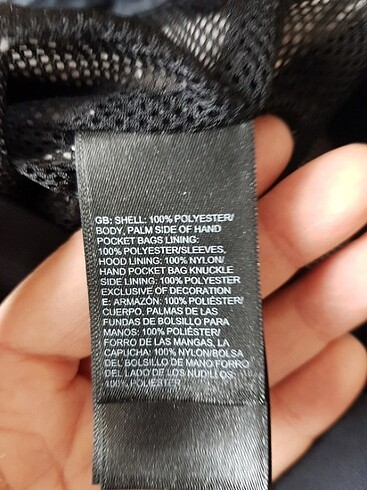 GB: SHELL: 100% POLYESTER/
BODY, PALM SIDE OF HAND
POCKET BAGS LINING:
100% POLYESTER/SLEEVES,
HOOD LINING: 100% NYLON/
HAND POCKET BAG KNUCKLE
SIDE LINING: 100% POLYESTER
EXCLUSIVE OF DECORATION
E: ARMAZÓN: 100% POLIÉSTER/
CUERPO, PALMAS DE LAS
FUNDAS DE BOLSILLO PARA
MANOS: 100% POLIÉSTER/
FORRO DE LAS MANGAS, LA
CAPUCHA: 100% NYLON/BOLSA
DEL BOLSILLO DE MANO FORRO
DEL LADO DE LOS NUDILLOS:
100% POLIESTER